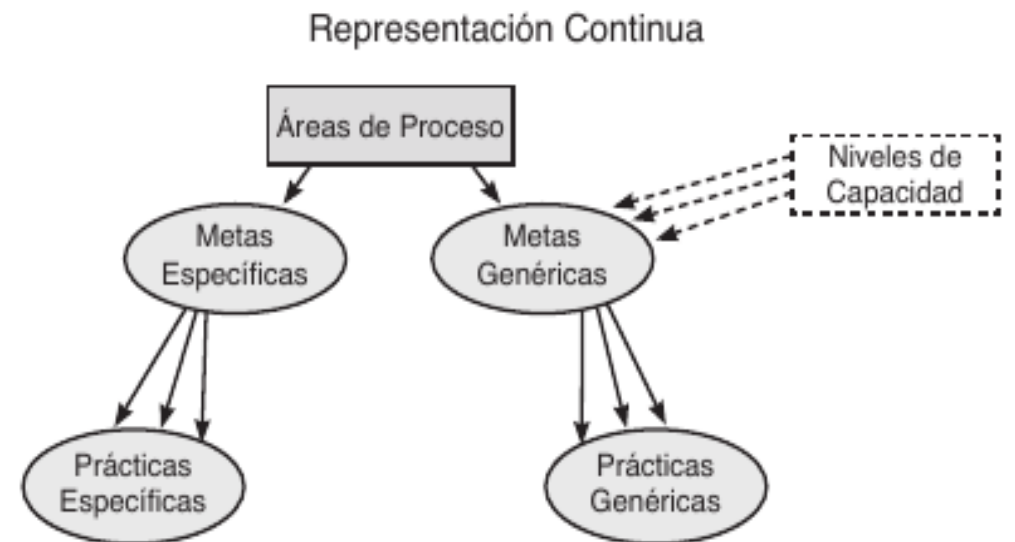 Representación Continua
Áreas de Proceso
Niveles de
Capacidad
Metas
Específicas
Metas
Genéricas
Prácticas
Específicas
Prácticas
Genéricas